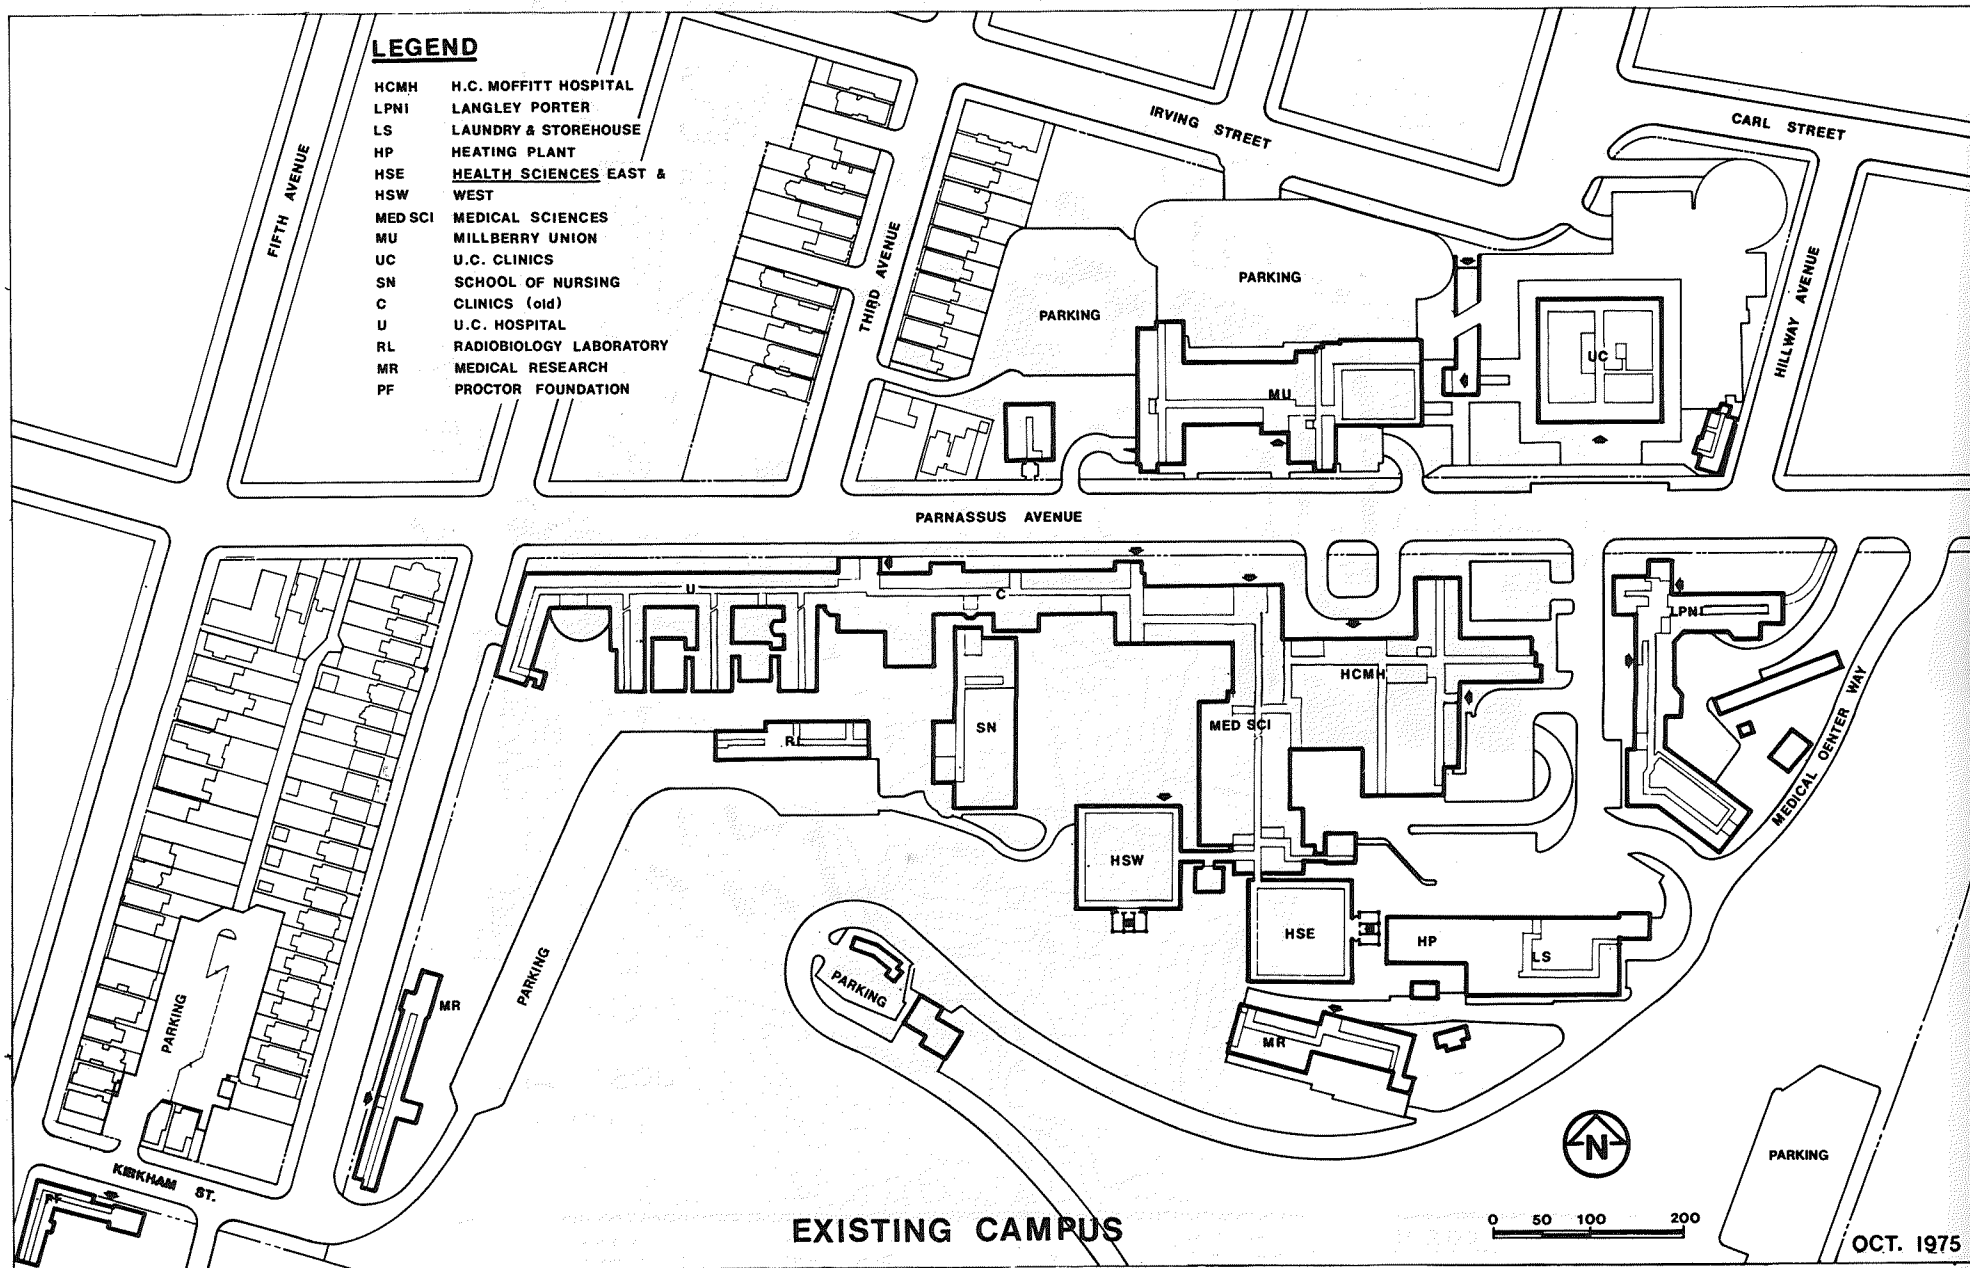 LEGEND
HCMH H.C. MOFFITT HOSPITAL
LPNI LANGLEY PORTER
LS LAUNDRY & STOREHOUSE
HP HEATING PLANT
HSE HEALTH SCIENCES EAST &
HSW WEST
MED SCI MEDICAL SCIENCES
MU MILLBERRY UNION
UC U.C. CLINICS
SN SCHOOL OF NURSING
C CLINICS (old)
U U.C. HOSPITAL
RL RADIOBIOLOGY LABORATORY
MR MEDICAL RESEARCH
PF PROCTOR FOUNDATION
FIFTH AVENUE
THIRD AVENUE
IRVING STREET
CARL STREET
HILLWAY AVENUE
PARKING
PARKING
MU
UC
PARNASSUS AVENUE
U
C
LPNI
HCMH
MED SCI
SN
RL
MEDICAL CENTER WAY
HSW
HSE
HP
LS
PARKING
PARKING
PARKING
MR
MR
PARKING
KIRKHAM ST.
PF
N
EXISTING CAMPUS
0 50 100 200
OCT. 1975